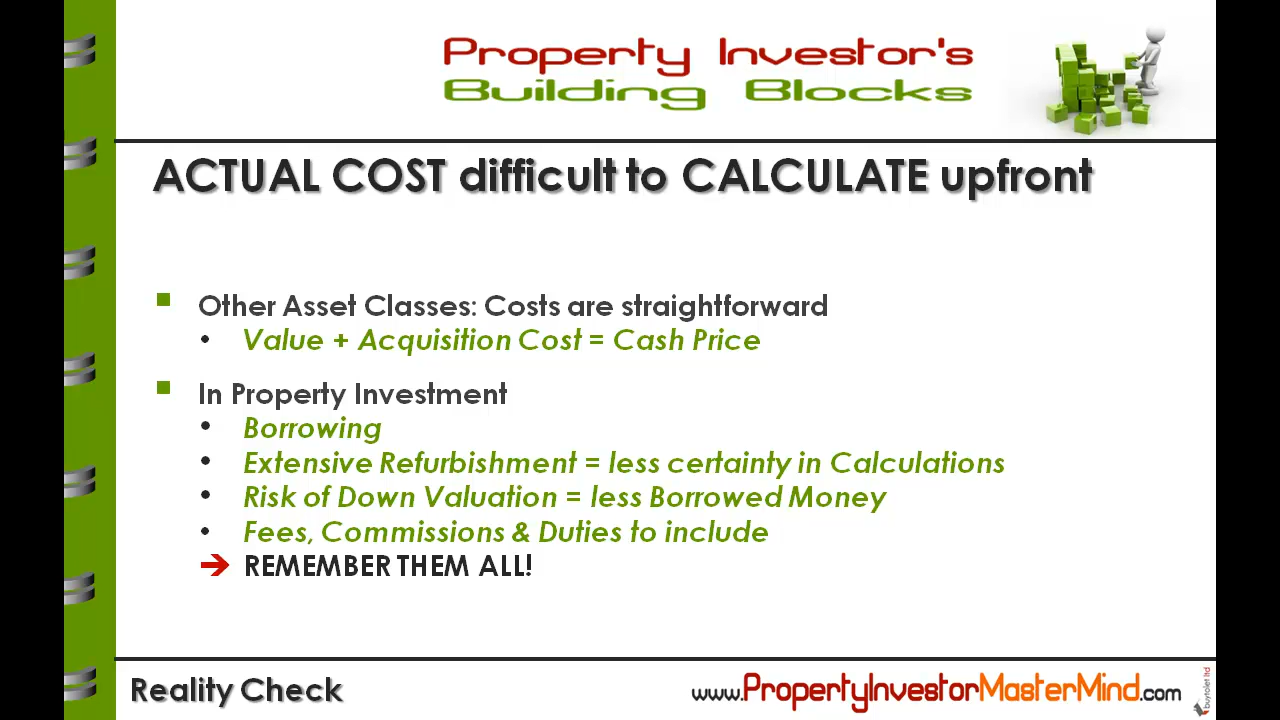 Property Investor's
Building Blocks
ACTUAL COST difficult to CALCULATE upfront
Other Asset Classes: Costs are straightforward
Value + Acquisition Cost = Cash Price
In Property Investment
Borrowing
Extensive Refurbishment = less certainty in Calculations
Risk of Down Valuation = less Borrowed Money
Fees, Commissions & Duties to include
REMEMBER THEM ALL!
Reality Check
www.PropertyInvestorMasterMind.com
buytolet ltd